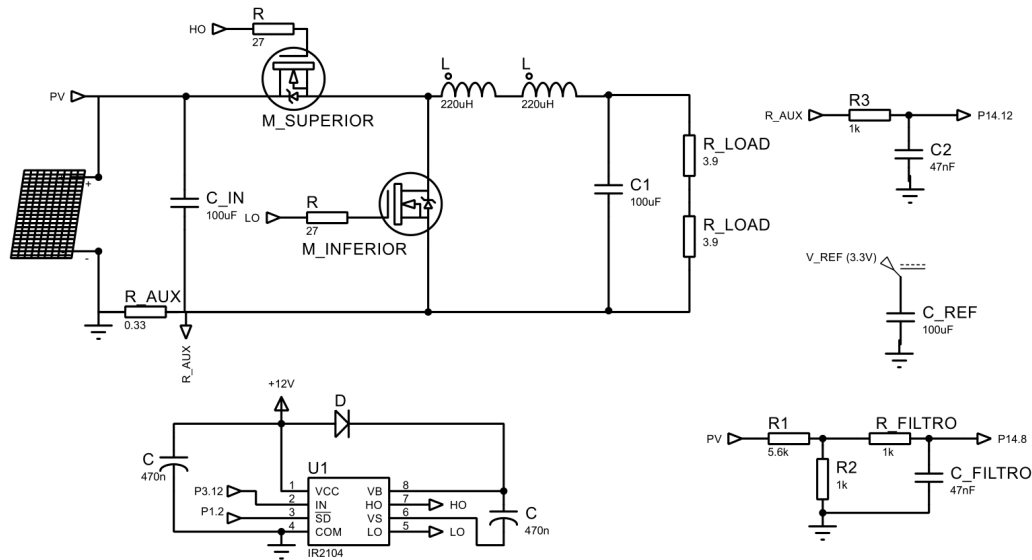 R
HO
27
M_SUPERIOR
PV
L
220uH
L
220uH
R3
R_AUX
1k
P14.12
C2
47nF
R_LOAD
3.9
+
-
C_IN
100uF
LO
R
27
M_INFERIOR
C1
100uF
R_LOAD
3.9
V_REF (3.3V)
C_REF
100uF
R_AUX
0.33
R_AUX
+12V
D
C
470n
U1
P3.12
P1.2
1
2
3
4
VCC
IN
SD
COM
VB
HO
VS
LO
8
7
6
5
IR2104
HO
LO
C
470n
PV
R1
5.6k
R_FILTRO
1k
P14.8
R2
1k
C_FILTRO
47nF